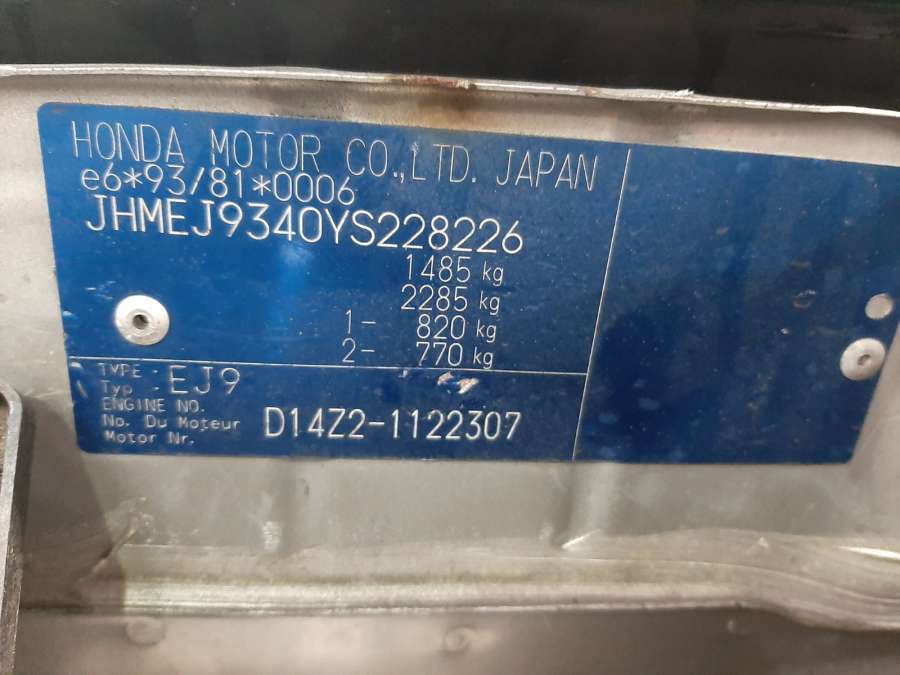 HONDA MOTOR CO.,LTD. JAPAN
e6*93/81*0006
JHMEJ9340YS228226
1485 kg
2285 kg
1- 820 kg
2- 770 kg
TYPE : EJ9
Typ
ENGINE NO.
No. Du Moteur D14Z2-1122307
Motor Nr.